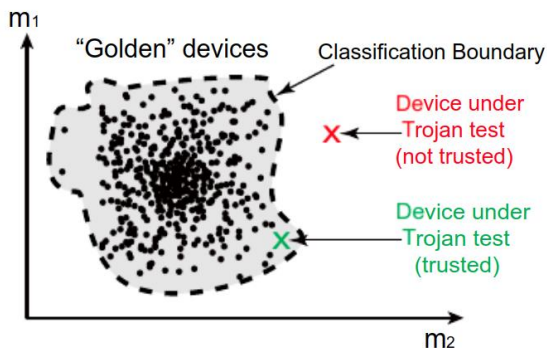 m1
“Golden” devices
Classification Boundary
Device under
Trojan test
(not trusted)
Device under
Trojan test
(trusted)
m2